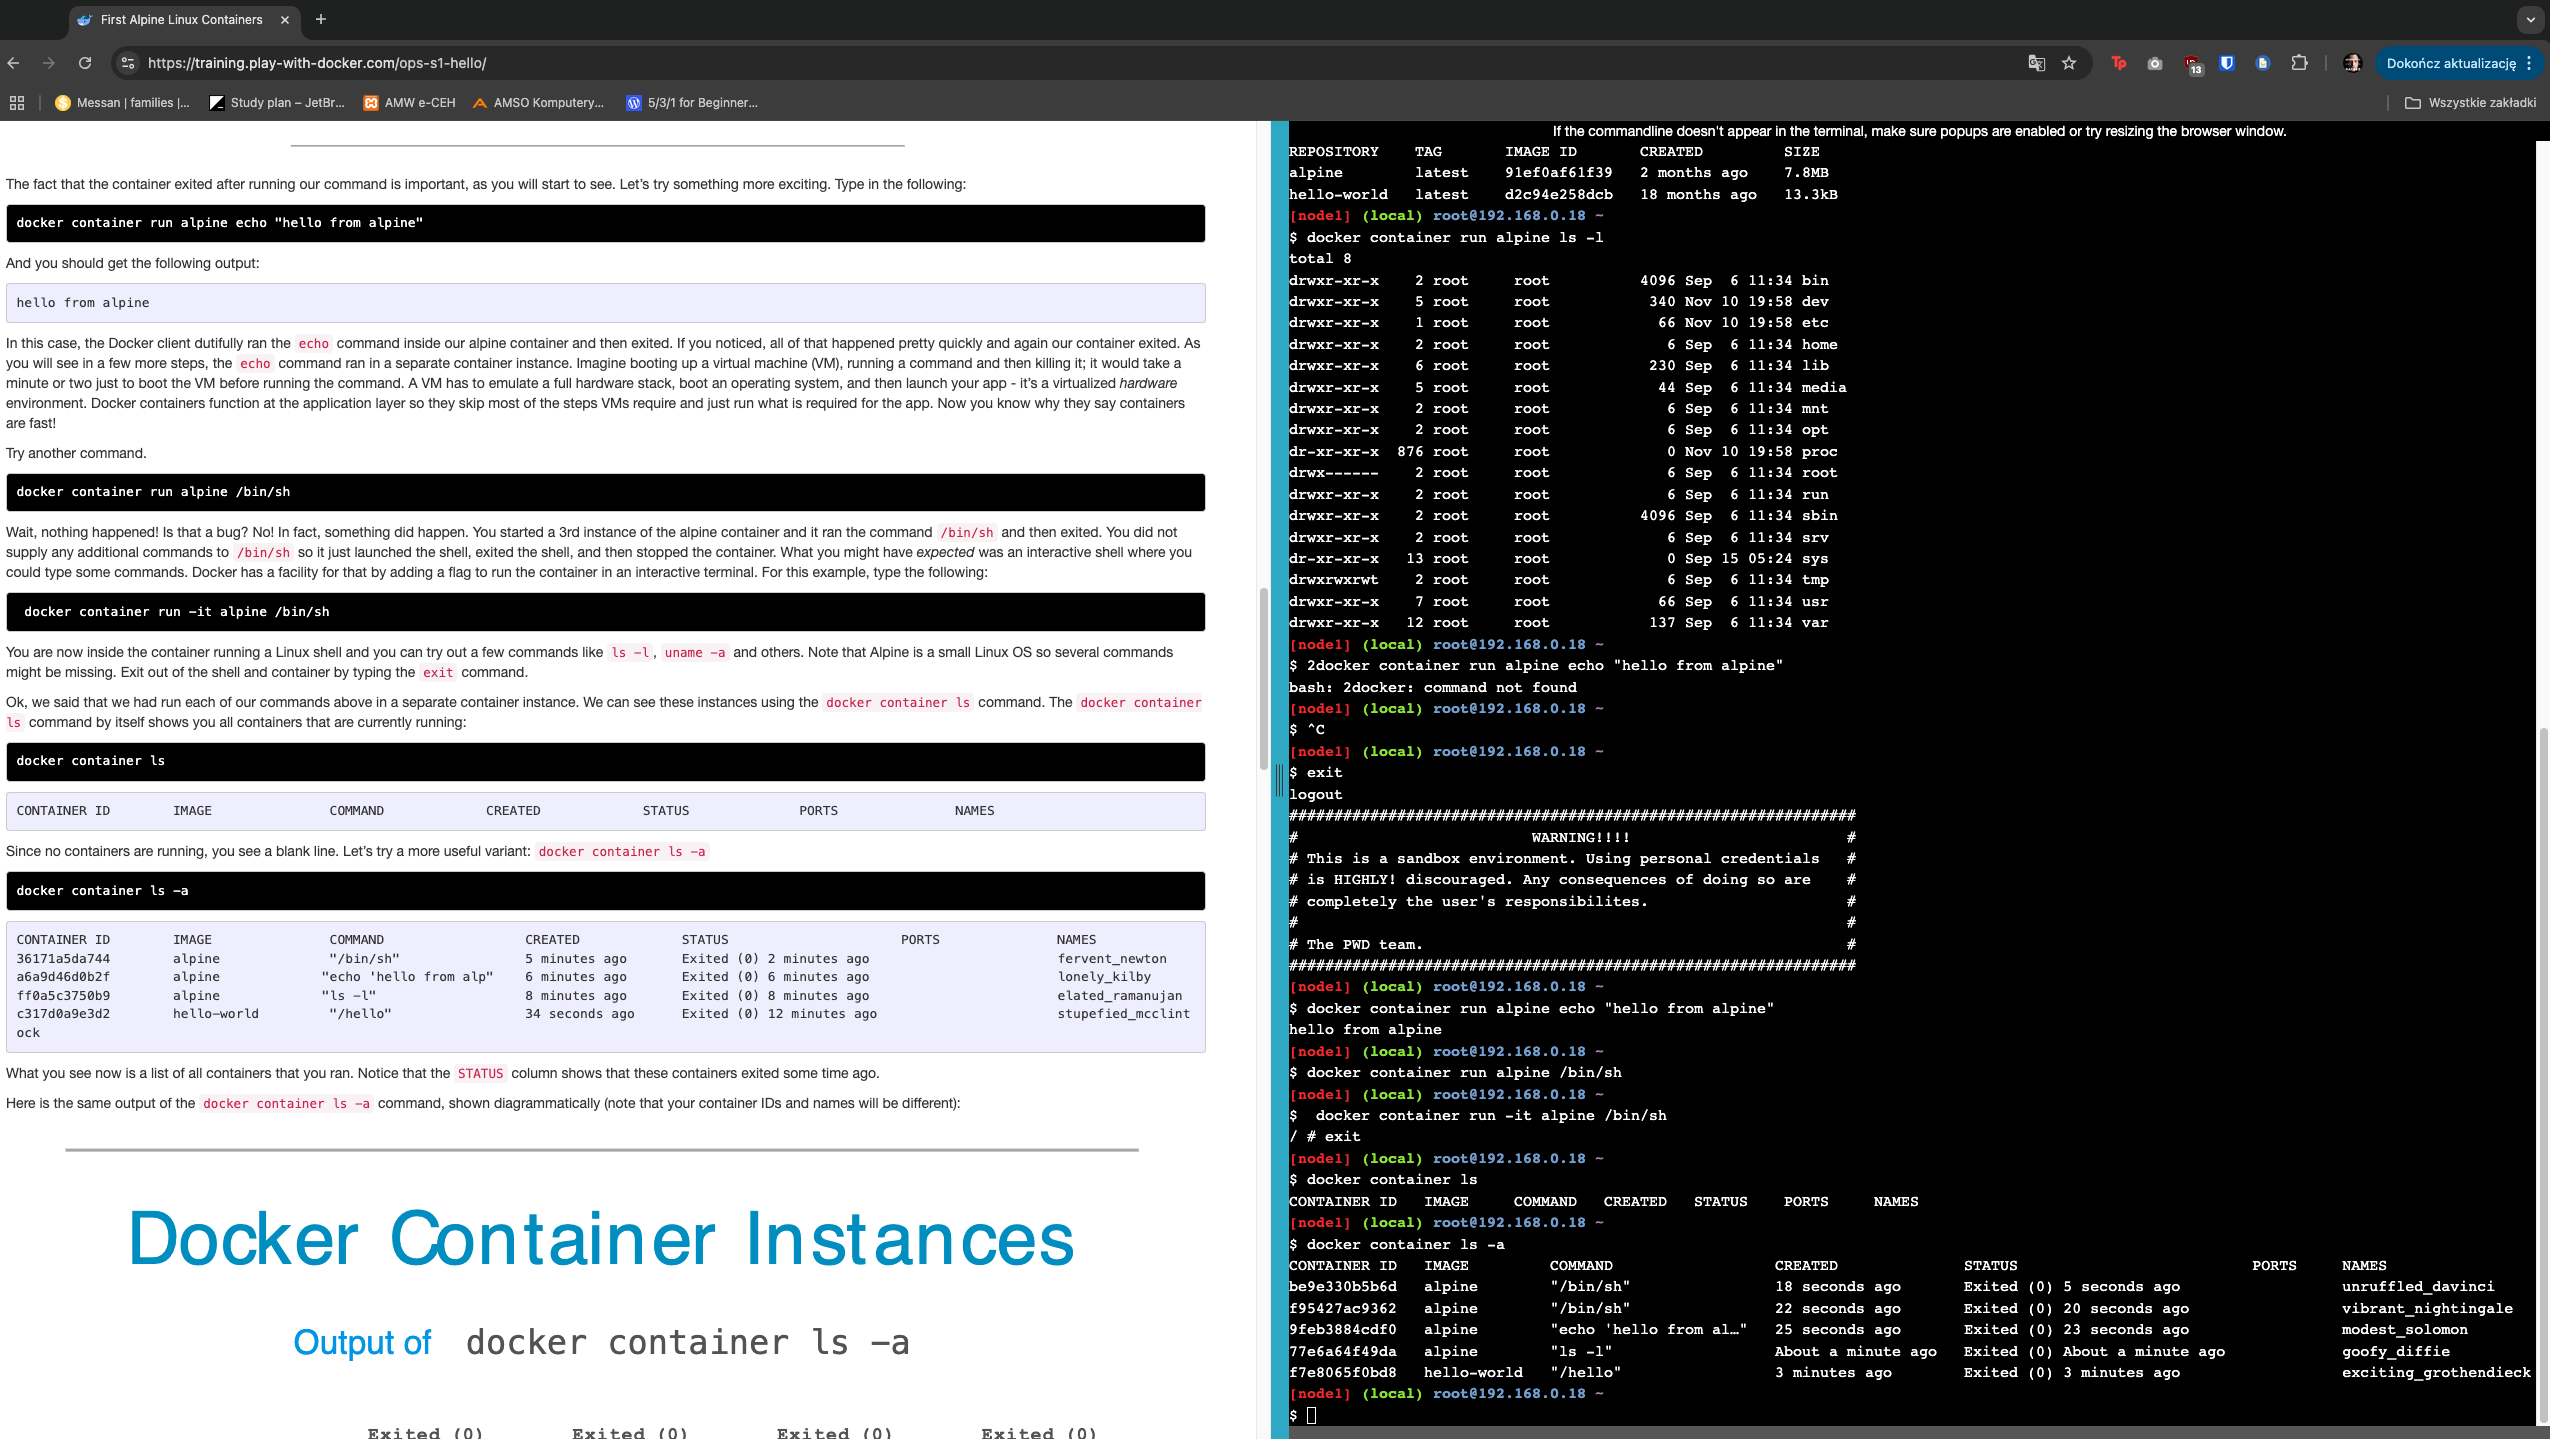 First Alpine Linux Containers
https://training.play-with-docker.com/ops-s1-hello/
13
Dokończ aktualizację
Messan | families |...
Study plan – JetBr...
AMW e-CEH
AMSO Komputery...
5/3/1 for Beginner...
Wszystkie zakładki
The fact that the container exited after running our command is important, as you will start to see. Let's try something more exciting. Type in the following:
docker container run alpine echo "hello from alpine"
And you should get the following output:
hello from alpine
In this case, the Docker client dutifully ran the echo command inside our alpine container and then exited. If you noticed, all of that happened pretty quickly and again our container exited. As
you will see in a few more steps, the echo command ran in a separate container instance. Imagine booting up a virtual machine (VM), running a command and then killing it; it would take a
minute or two just to boot the VM before running the command. A VM has to emulate a full hardware stack, boot an operating system, and then launch your app - it's a virtualized hardware
environment. Docker containers function at the application layer so they skip most of the steps VMs require and just run what is required for the app. Now you know why they say containers
are fast!
Try another command.
docker container run alpine /bin/sh
Wait, nothing happened! Is that a bug? No! In fact, something did happen. You started a 3rd instance of the alpine container and it ran the command /bin/sh and then exited. You did not
supply any additional commands to /bin/sh so it just launched the shell, exited the shell, and then stopped the container. What you might have expected was an interactive shell where you
could type some commands. Docker has a facility for that by adding a flag to run the container in an interactive terminal. For this example, type the following:
docker container run -it alpine /bin/sh
You are now inside the container running a Linux shell and you can try out a few commands like ls -l, uname -a and others. Note that Alpine is a small Linux OS so several commands
might be missing. Exit out of the shell and container by typing the exit command.
Ok, we said that we had run each of our commands above in a separate container instance. We can see these instances using the docker container ls command. The docker container
ls command by itself shows you all containers that are currently running:
docker container ls
CONTAINER ID IMAGE COMMAND CREATED STATUS PORTS NAMES
Since no containers are running, you see a blank line. Let's try a more useful variant: docker container ls -a
docker container ls -a
CONTAINER ID IMAGE COMMAND CREATED STATUS PORTS NAMES
36171a5da744 alpine "/bin/sh" 5 minutes ago Exited (0) 2 minutes ago fervent_newton
a6a9d46d0b2f alpine "echo 'hello from alp" 6 minutes ago Exited (0) 6 minutes ago lonely_kilby
ff0a5c3750b9 alpine "ls -l" 8 minutes ago Exited (0) 8 minutes ago elated_ramanujan
c317d0a9e3d2 hello-world "/hello" 34 seconds ago Exited (0) 12 minutes ago stupefied_mcclint
ock
What you see now is a list of all containers that you ran. Notice that the STATUS column shows that these containers exited some time ago.
Here is the same output of the docker container ls -a command, shown diagrammatically (note that your container IDs and names will be different):
Docker Container Instances
Output of docker container ls -a
Exited (0) Exited (0) Exited (0) Exited (0)
If the commandline doesn't appear in the terminal, make sure popups are enabled or try resizing the browser window.
REPOSITORY TAG IMAGE ID CREATED SIZE
alpine latest 91ef0af61f39 2 months ago 7.8MB
hello-world latest d2c94e258dcb 18 months ago 13.3kB
[node1] (local) root@192.168.0.18 ~
$ docker container run alpine ls -l
total 8
drwxr-xr-x 2 root root 4096 Sep 6 11:34 bin
drwxr-xr-x 5 root root 340 Nov 10 19:58 dev
drwxr-xr-x 1 root root 66 Nov 10 19:58 etc
drwxr-xr-x 2 root root 6 Sep 6 11:34 home
drwxr-xr-x 6 root root 230 Sep 6 11:34 lib
drwxr-xr-x 5 root root 44 Sep 6 11:34 media
drwxr-xr-x 2 root root 6 Sep 6 11:34 mnt
drwxr-xr-x 2 root root 6 Sep 6 11:34 opt
dr-xr-xr-x 876 root root 0 Nov 10 19:58 proc
drwx------ 2 root root 6 Sep 6 11:34 root
drwxr-xr-x 2 root root 6 Sep 6 11:34 run
drwxr-xr-x 2 root root 4096 Sep 6 11:34 sbin
drwxr-xr-x 2 root root 6 Sep 6 11:34 srv
dr-xr-xr-x 13 root root 0 Sep 15 05:24 sys
drwxrwxrwt 2 root root 6 Sep 6 11:34 tmp
drwxr-xr-x 7 root root 66 Sep 6 11:34 usr
drwxr-xr-x 12 root root 137 Sep 6 11:34 var
[node1] (local) root@192.168.0.18 ~
$ 2docker container run alpine echo "hello from alpine"
bash: 2docker: command not found
[node1] (local) root@192.168.0.18 ~
$ ^C
[node1] (local) root@192.168.0.18 ~
$ exit
logout
###############################################################
# WARNING!!!! #
# This is a sandbox environment. Using personal credentials #
# is HIGHLY! discouraged. Any consequences of doing so are #
# completely the user's responsibilites. #
# #
# The PWD team. #
###############################################################
[node1] (local) root@192.168.0.18 ~
$ docker container run alpine echo "hello from alpine"
hello from alpine
[node1] (local) root@192.168.0.18 ~
$ docker container run alpine /bin/sh
[node1] (local) root@192.168.0.18 ~
$ docker container run -it alpine /bin/sh
/ # exit
[node1] (local) root@192.168.0.18 ~
$ docker container ls
CONTAINER ID IMAGE COMMAND CREATED STATUS PORTS NAMES
[node1] (local) root@192.168.0.18 ~
$ docker container ls -a
CONTAINER ID IMAGE COMMAND CREATED STATUS PORTS NAMES
be9e330b5b6d alpine "/bin/sh" 18 seconds ago Exited (0) 5 seconds ago unruffled_davinci
f95427ac9362 alpine "/bin/sh" 22 seconds ago Exited (0) 20 seconds ago vibrant_nightingale
9feb3884cdf0 alpine "echo 'hello from al…" 25 seconds ago Exited (0) 23 seconds ago modest_solomon
77e6a64f49da alpine "ls -l" About a minute ago Exited (0) About a minute ago goofy_diffie
f7e8065f0bd8 hello-world "/hello" 3 minutes ago Exited (0) 3 minutes ago exciting_grothendieck
[node1] (local) root@192.168.0.18 ~
$